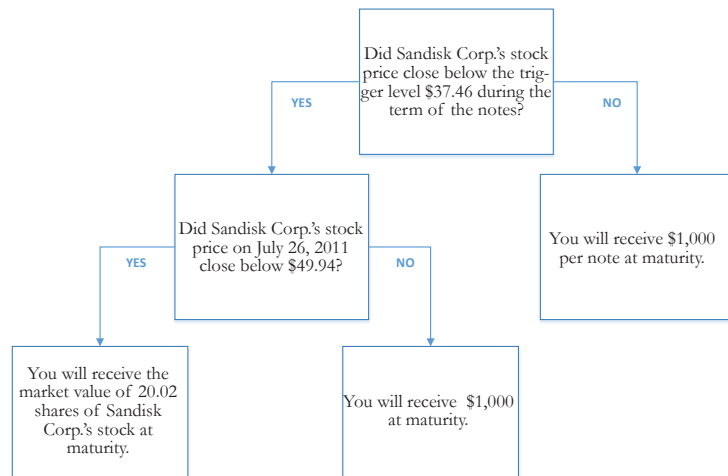 Did Sandisk Corp.'s stock
price close below the trig-
ger level $37.46 during the
term of the notes?
YES
NO
Did Sandisk Corp.'s stock
price on July 26, 2011
close below $49.94?
You will receive $1,000
per note at maturity.
YES
NO
You will receive the
market value of 20.02
shares of Sandisk
Corp.'s stock at
maturity.
You will receive $1,000
at maturity.